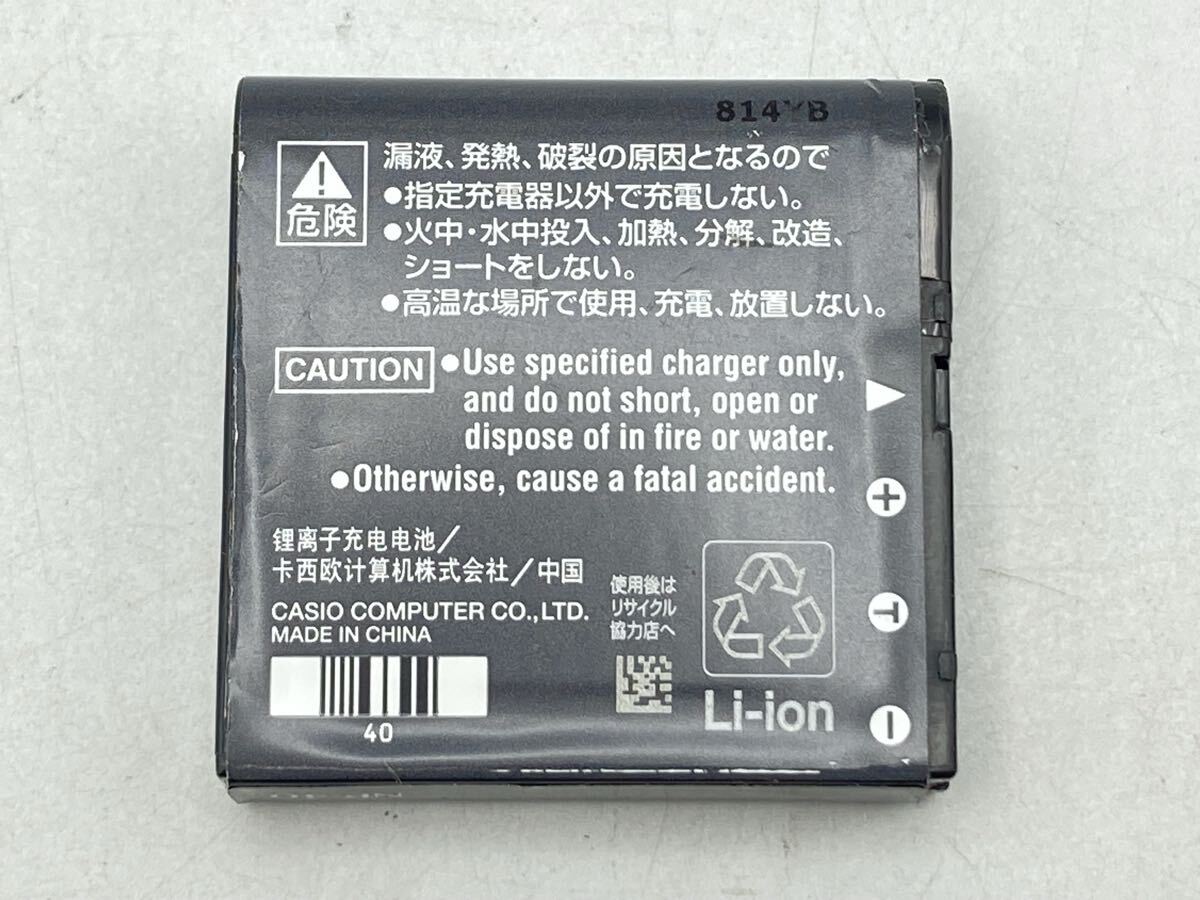 814YB
漏液、発熱、破裂の原因となるので
危険
●指定充電器以外で充電しない。
●火中・水中投入、加熱、分解、改造、
ショートをしない。
●高温な場所で使用、充電、放置しない。
CAUTION
●Use specified charger only,
and do not short, open or
dispose of in fire or water.
●Otherwise, cause a fatal accident.
+
T
−
锂离子充电电池/
卡西欧计算机株式会社/中国
CASIO COMPUTER CO.,LTD.
MADE IN CHINA
40
使用後は
リサイクル
協力店へ
Li-ion